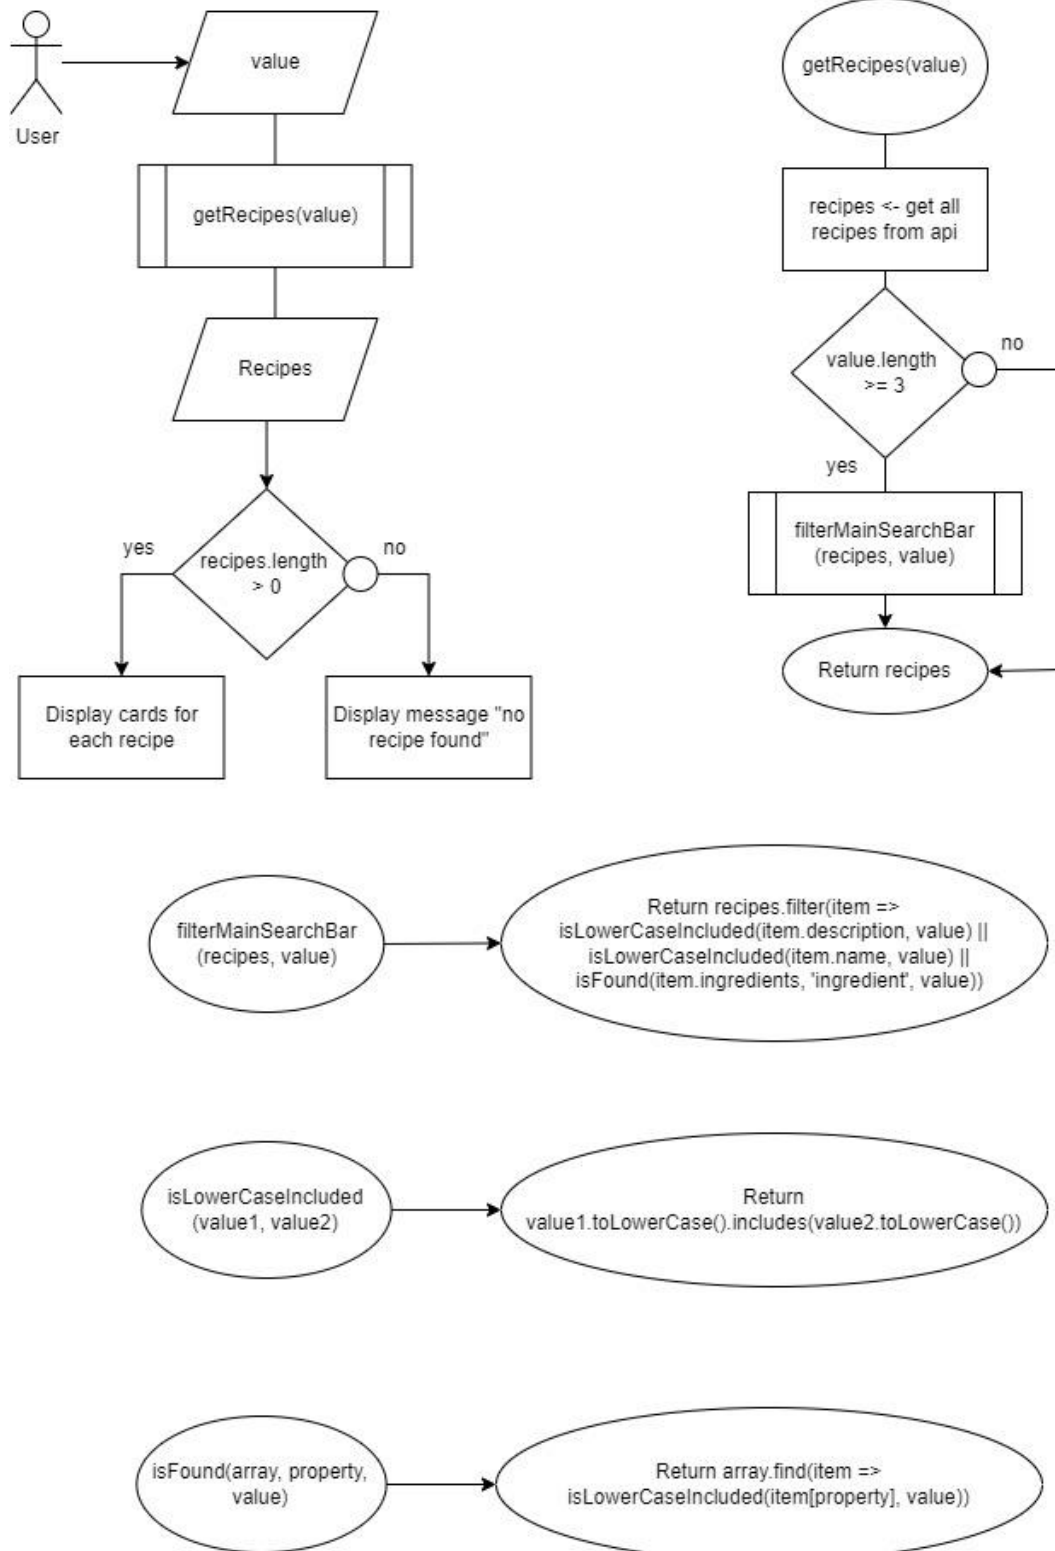 User
value
getRecipes(value)
Recipes
recipes.length
> 0
yes
no
Display cards for
each recipe
Display message "no
recipe found"
getRecipes(value)
recipes <- get all
recipes from api
value.length
>= 3
no
yes
filterMainSearchBar
(recipes, value)
Return recipes
filterMainSearchBar
(recipes, value)
Return recipes.filter(item =>
isLowerCaseIncluded(item.description, value) ||
isLowerCaseIncluded(item.name, value) ||
isFound(item.ingredients, 'ingredient', value))
isLowerCaseIncluded
(value1, value2)
Return
value1.toLowerCase().includes(value2.toLowerCase())
isFound(array, property,
value)
Return array.find(item =>
isLowerCaseIncluded(item[property], value))